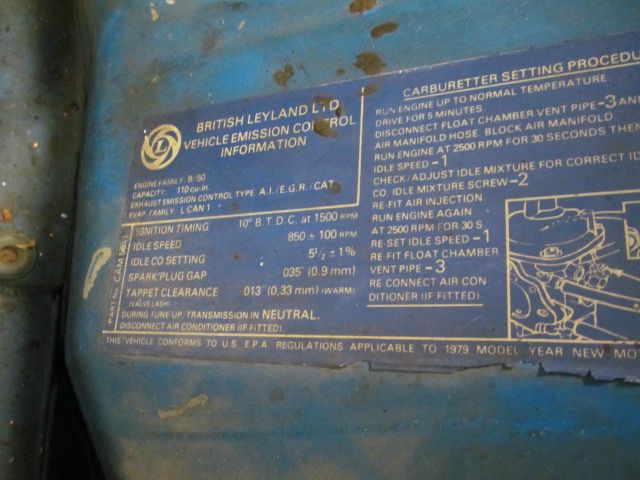 BRITISH LEYLAND LTD
VEHICLE EMISSION CONTROL
INFORMATION
L
ENGINE FAMILY: B/50
CAPACITY: 110 cu.in.
EXHAUST EMISSION CONTROL TYPE A.I./E.G.R./CAT
EVAP. FAMILY: L CAN 1
IGNITION TIMING 10° B.T.D.C. at 1500 RPM
IDLE SPEED 850 ± 100 RPM
IDLE CO SETTING 5½ ± 1%
SPARK PLUG GAP .035" (0.9 mm)
TAPPET CLEARANCE .013" (0,33 mm) (WARM)
(VALVE LASH)
DURING TUNE UP, TRANSMISSION IN NEUTRAL.
DISCONNECT AIR CONDITIONER (IF FITTED).
PART No. CAM
THIS VEHICLE CONFORMS TO U.S. E.P.A. REGULATIONS APPLICABLE TO 1979 MODEL YEAR NEW
CARBURETTER SETTING
RUN ENGINE UP TO NORMAL TEMPERATURE.
DRIVE FOR 5 MINUTES.
DISCONNECT FLOAT CHAMBER VENT PIPE-3 AND
AIR MANIFOLD HOSE. BLOCK AIR MANIFOLD
RUN ENGINE AT 2500 RPM FOR 30 SECONDS
IDLE SPEED-1
CHECK/ADJUST IDLE MIXTURE FOR CORRECT
CO. IDLE MIXTURE SCREW-2
RE-FIT AIR INJECTION.
RUN ENGINE AGAIN
AT 2500 RPM FOR 30 S
RE SET IDLE SPEED-1
RE-FIT FLOAT CHAMBER
VENT PIPE-3
RE CONNECT AIR CON
DITIONER (IF FITTED)